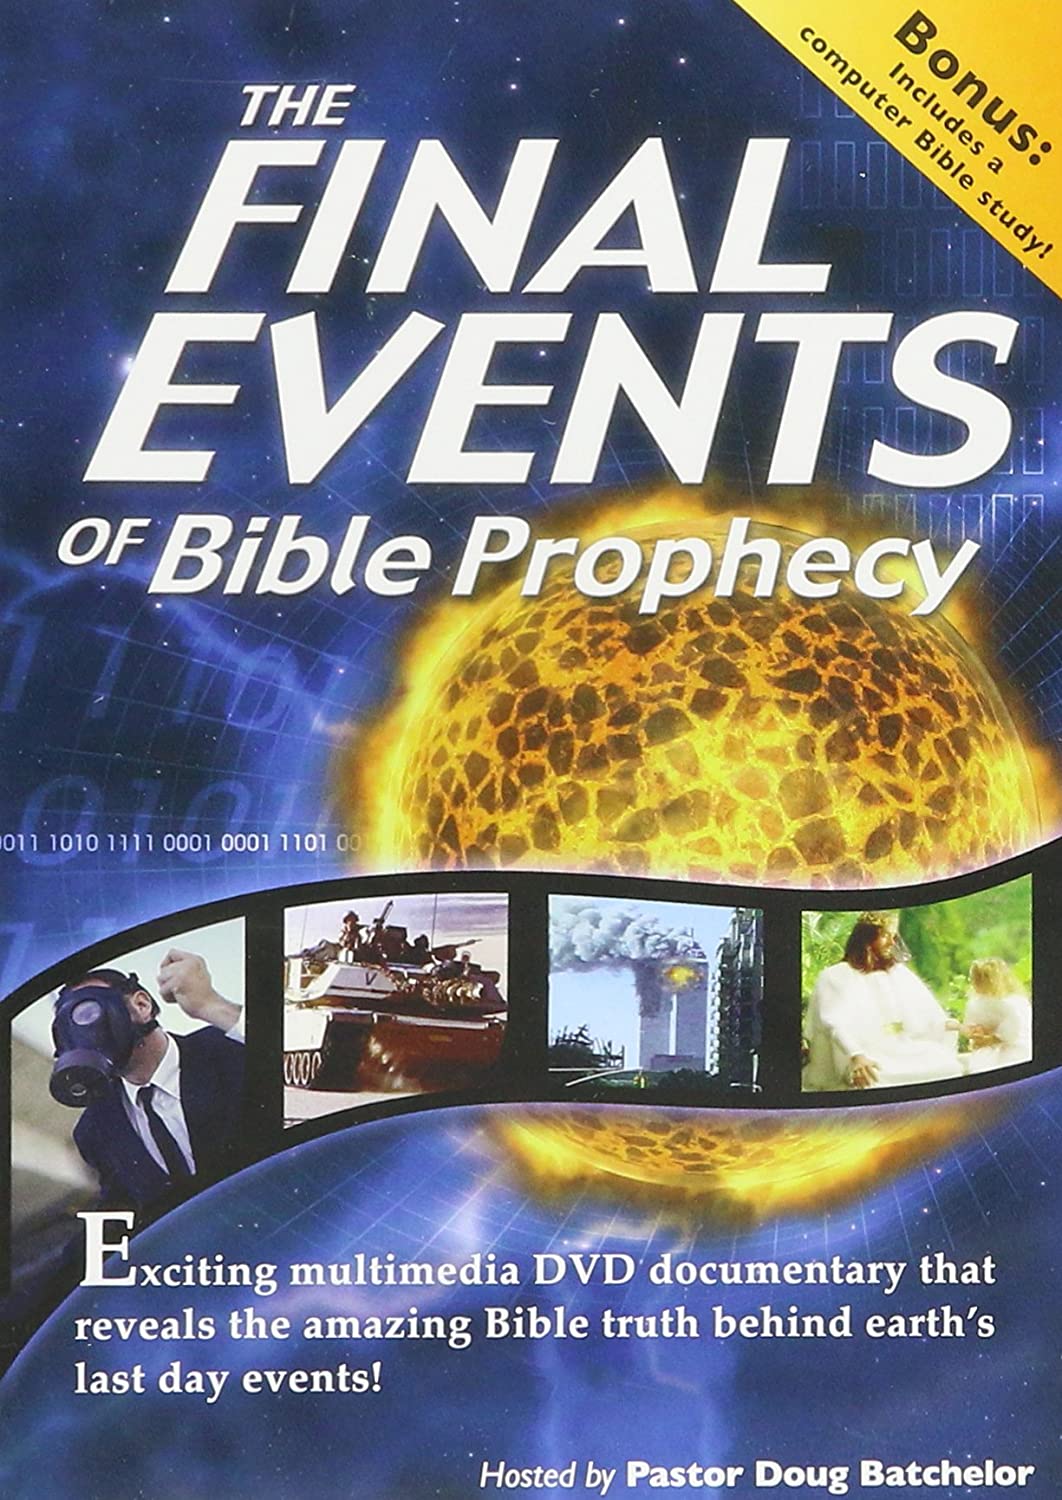 Bonus:
Includes a
computer Bible study!
THE
FINAL
EVENTS
OF Bible Prophecy
0011 1010 1111 0001 0001 1101 00
Exciting multimedia DVD documentary that
reveals the amazing Bible truth behind earth's
last day events!
Hosted by Pastor Doug Batchelor